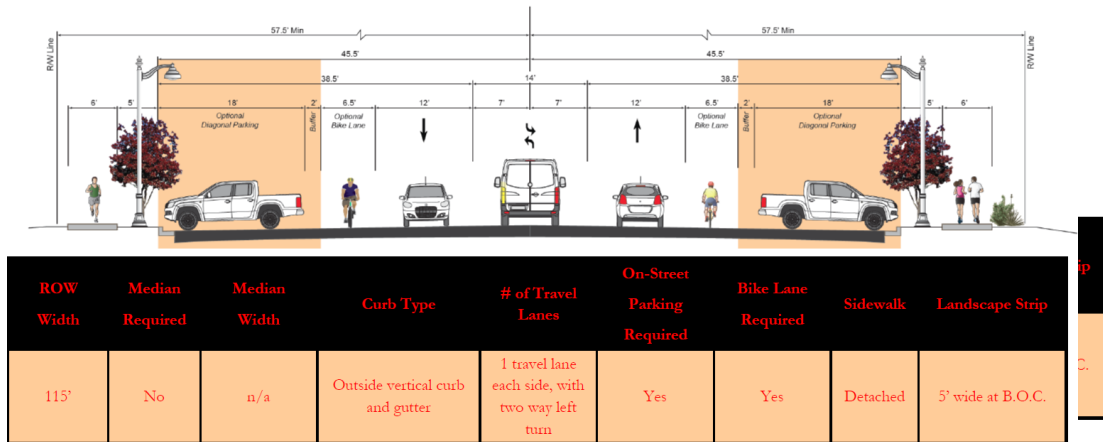 57.5' Min 57.5' Min
R/W Line R/W Line
45.5' 45.5'
38.5' 14' 38.5'
6' 5' 18' 2' 6.5' 12' 7' 7' 12' 6.5' 2' 18' 5' 6'
Optional
Diagonal Parking
Buffer
Optional
Bike Lane
Optional
Bike Lane
Buffer
Optional
Diagonal Parking
ROW
Width
Median
Required
Median
Width
Curb Type
# of Travel
Lanes
On-Street
Parking
Required
Bike Lane
Required
Sidewalk
Landscape Strip
ip
115'
No
n/a
Outside vertical curb
and gutter
1 travel lane
each side, with
two way left
turn
Yes
Yes
Detached
5' wide at B.O.C.
C.